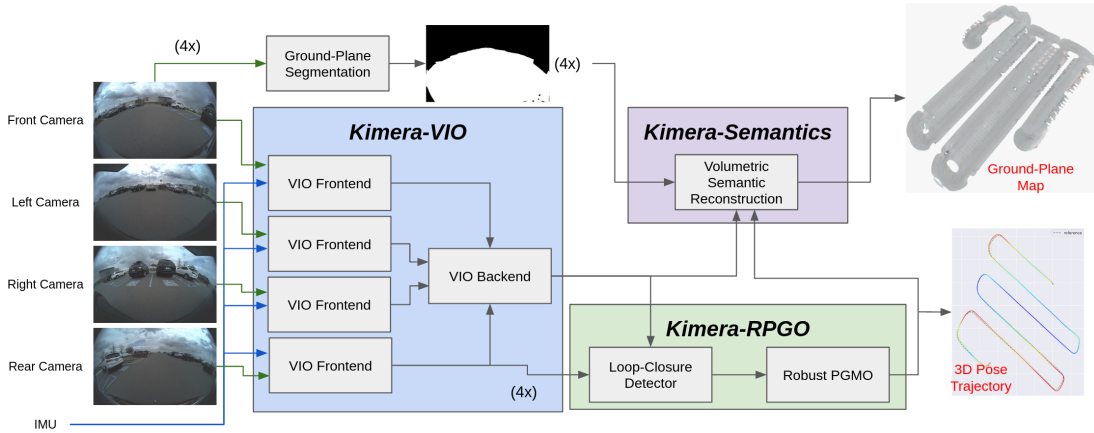 (4x)
Ground-Plane
Segmentation
(4x)
Front Camera
Left Camera
Right Camera
Rear Camera
IMU
Kimera-VIO
VIO Frontend
VIO Frontend
VIO Frontend
VIO Frontend
VIO Backend
(4x)
Kimera-Semantics
Volumetric
Semantic
Reconstruction
Kimera-RPGO
Loop-Closure
Detector
Robust PGMO
Ground-Plane
Map
reference
3D Pose
Trajectory